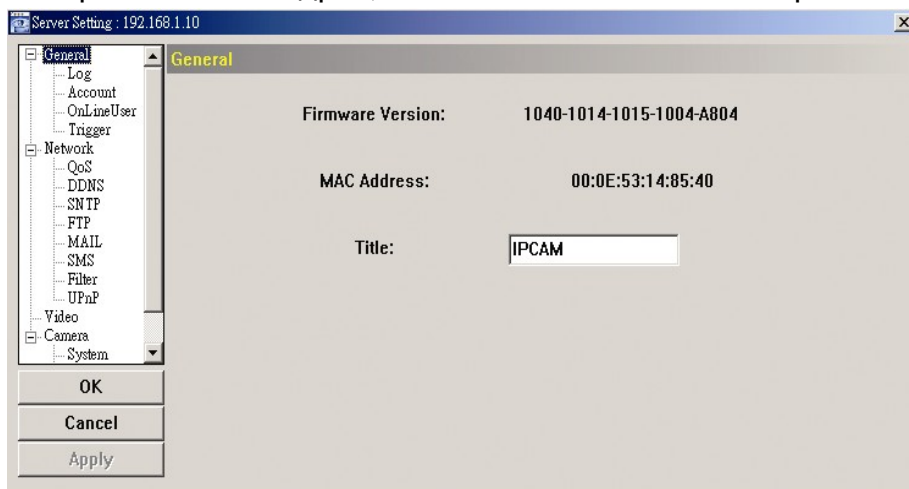 Server Setting : 192.168.1.10
General
Log
Account
OnLineUser
Trigger
Network
QoS
DDNS
SNTP
FTP
MAIL
SMS
Filter
UPnP
Video
Camera
System
OK
Cancel
Apply
General
Firmware Version: 1040-1014-1015-1004-A804
MAC Address: 00:0E:53:14:85:40
Title: IPCAM